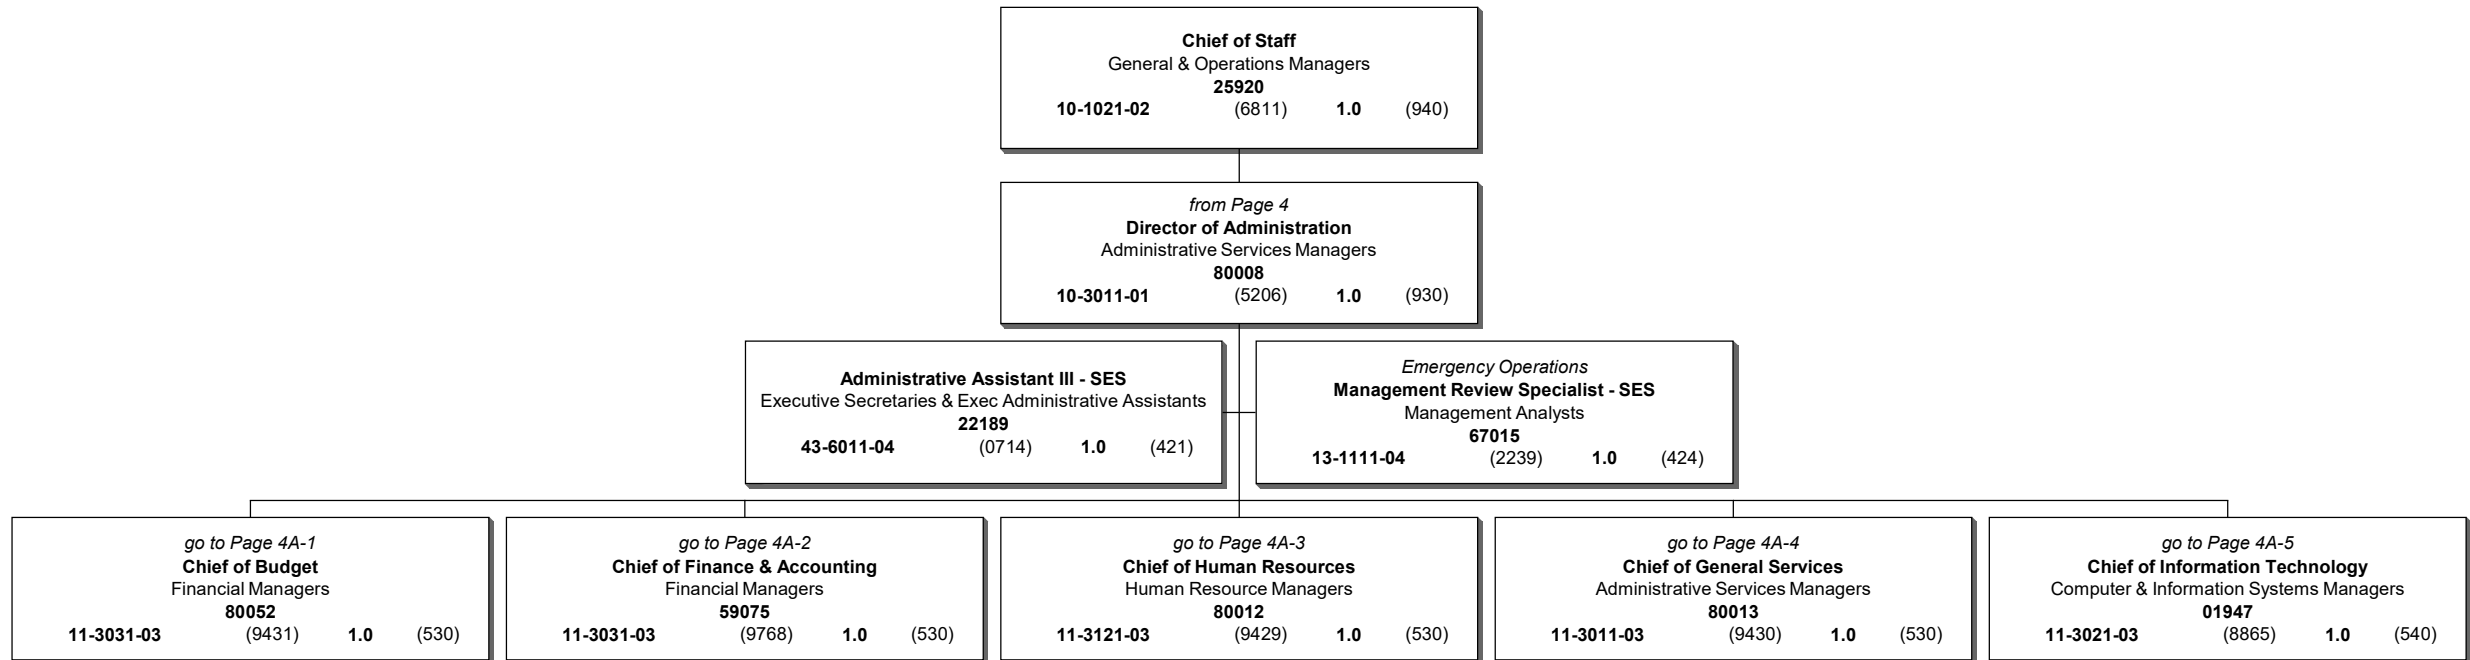 Chief of Staff
General & Operations Managers
25920
10-1021-02 (6811) 1.0 (940)
from Page 4
Director of Administration
Administrative Services Managers
80008
10-3011-01 (5206) 1.0 (930)
Administrative Assistant III - SES
Executive Secretaries & Exec Administrative Assistants
22189
43-6011-04 (0714) 1.0 (421)
Emergency Operations
Management Review Specialist - SES
Management Analysts
67015
13-1111-04 (2239) 1.0 (424)
go to Page 4A-1
Chief of Budget
Financial Managers
80052
11-3031-03 (9431) 1.0 (530)
go to Page 4A-2
Chief of Finance & Accounting
Financial Managers
59075
11-3031-03 (9768) 1.0 (530)
go to Page 4A-3
Chief of Human Resources
Human Resource Managers
80012
11-3121-03 (9429) 1.0 (530)
go to Page 4A-4
Chief of General Services
Administrative Services Managers
80013
11-3011-03 (9430) 1.0 (530)
go to Page 4A-5
Chief of Information Technology
Computer & Information Systems Managers
01947
11-3021-03 (8865) 1.0 (540)